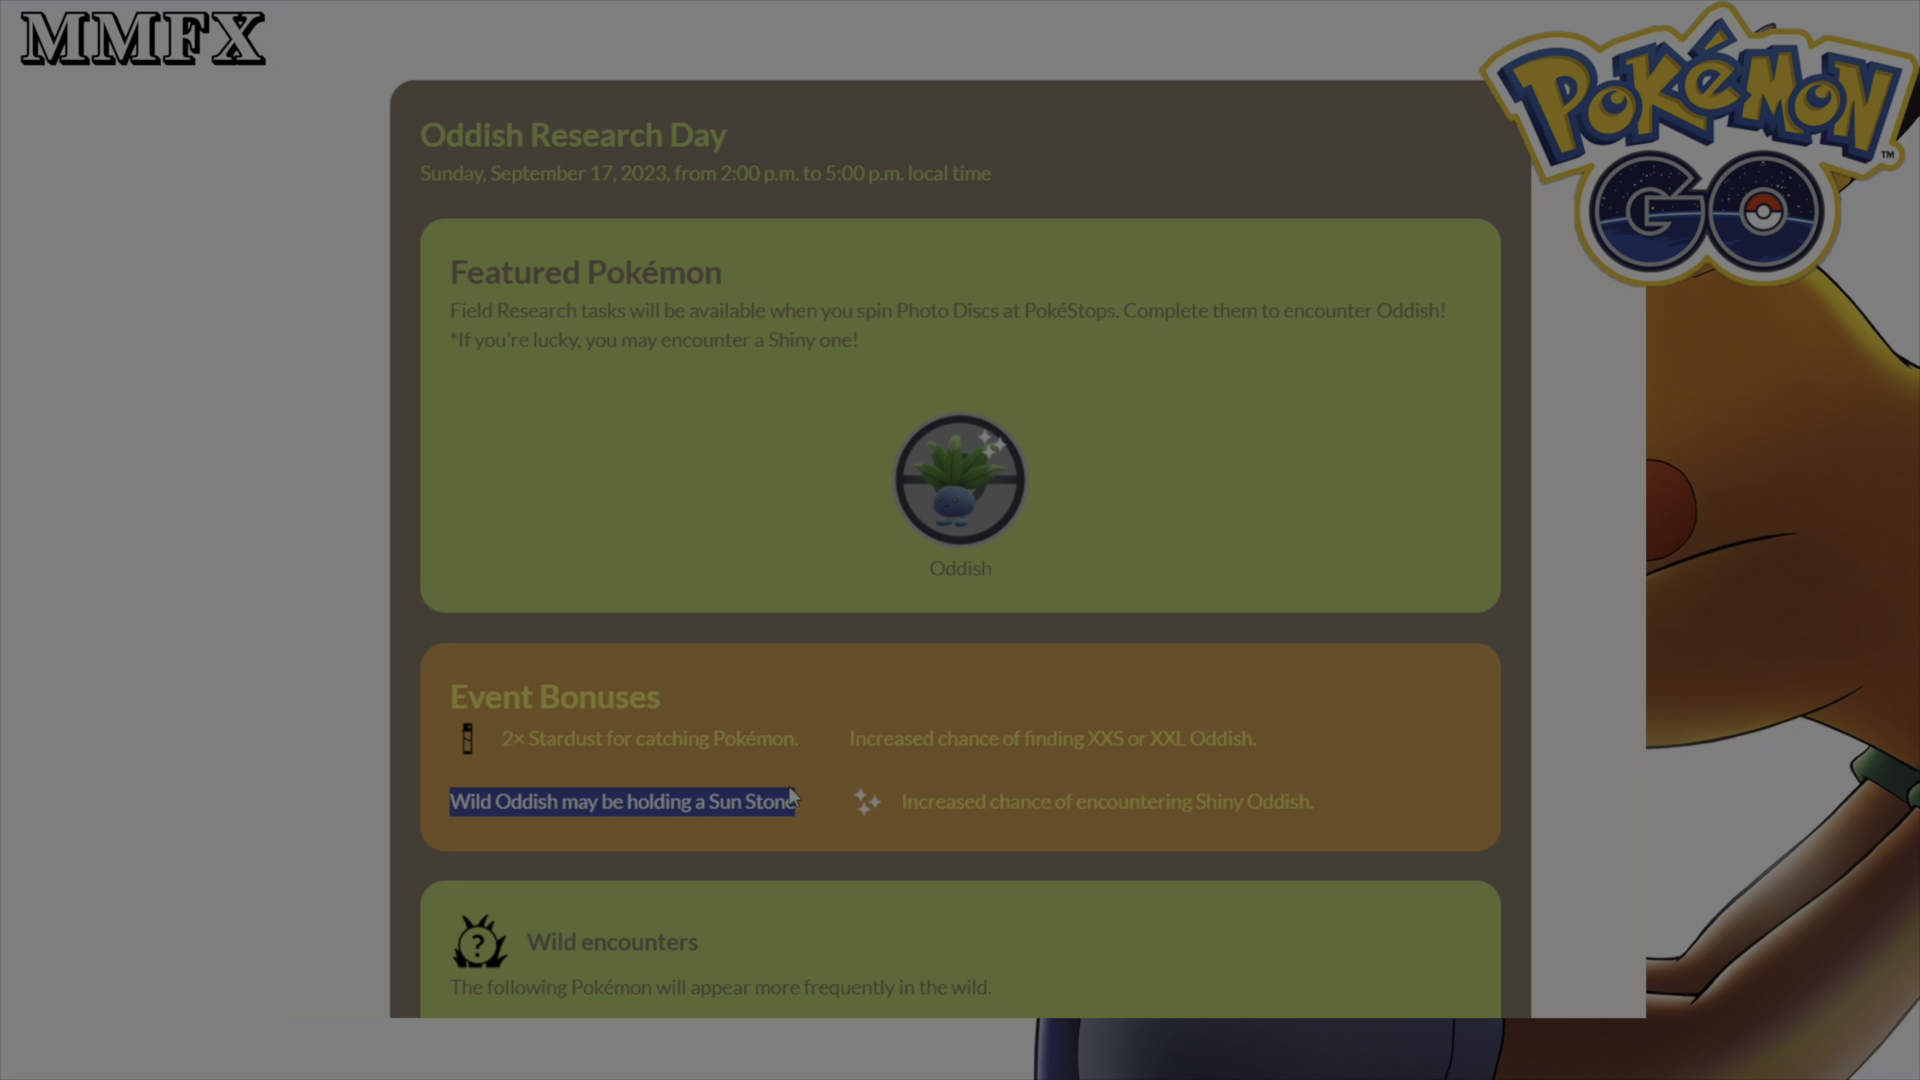 MMFX
POKÉMON
GO
TM
Oddish Research Day
Sunday, September 17, 2023, from 2:00 p.m. to 5:00 p.m. local time
Featured Pokémon
Field Research tasks will be available when you spin Photo Discs at PokéStops. Complete them to encounter Oddish!
*If you're lucky, you may encounter a Shiny one!
Oddish
Event Bonuses
2× Stardust for catching Pokémon.
Increased chance of finding XXS or XXL Oddish.
Wild Oddish may be holding a Sun Stone
Increased chance of encountering Shiny Oddish.
?
Wild encounters
The following Pokémon will appear more frequently in the wild.